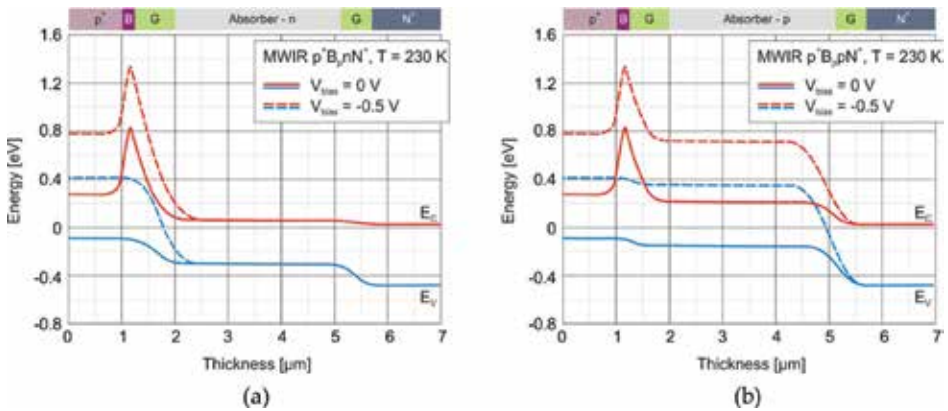 p⁺ B G Absorber - n G N⁺
1.6
1.2
0.8
0.4
0
-0.4
-0.8
Energy [eV]
MWIR p⁺BₚnN⁺, T = 230 K
V_bias = 0 V
V_bias = -0.5 V
E_C
E_V
0 1 2 3 4 5 6 7
Thickness [µm]
(a)
p⁺ B G Absorber - p G N⁺
1.6
1.2
0.8
0.4
0
-0.4
-0.8
Energy [eV]
MWIR p⁺BₚpN⁺, T = 230 K
V_bias = 0 V
V_bias = -0.5 V
E_C
E_V
0 1 2 3 4 5 6 7
Thickness [µm]
(b)